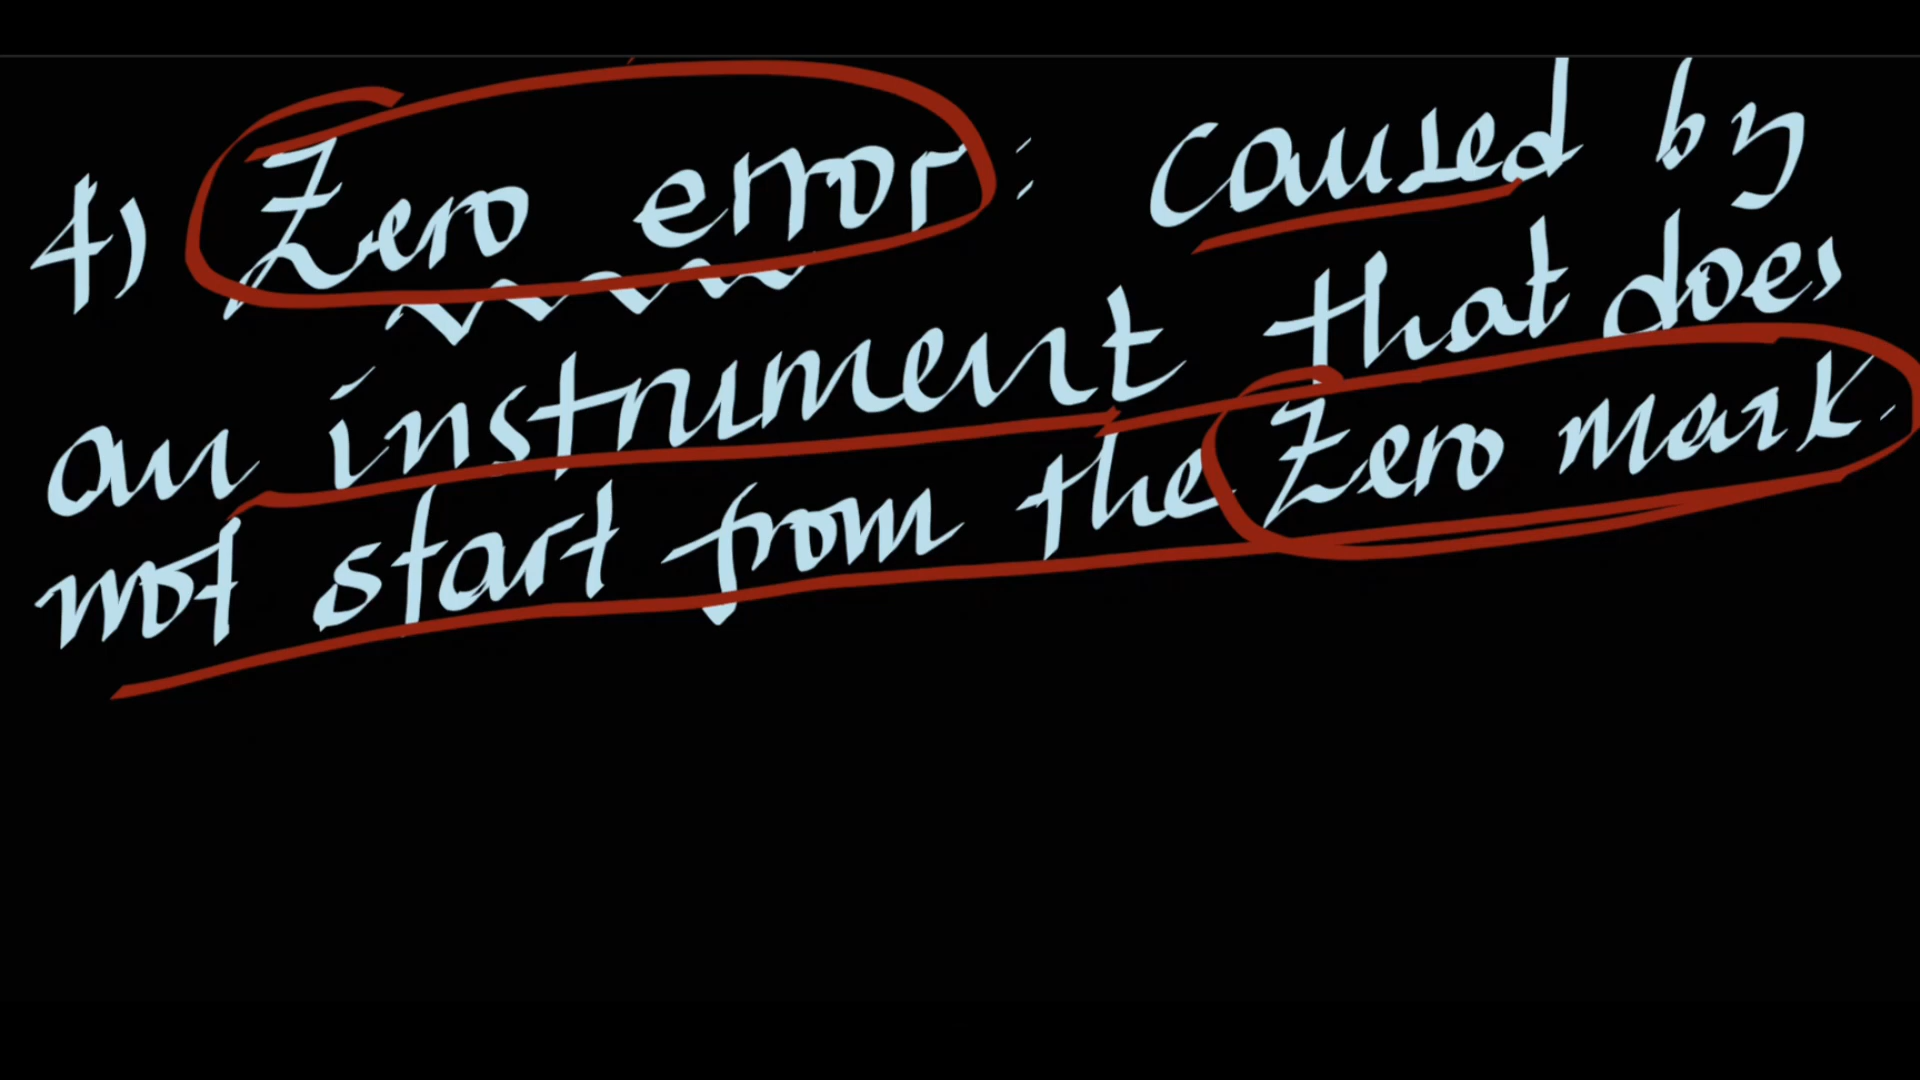 4) Zero error: caused by
an instrument that does
not start from the Zero mark.